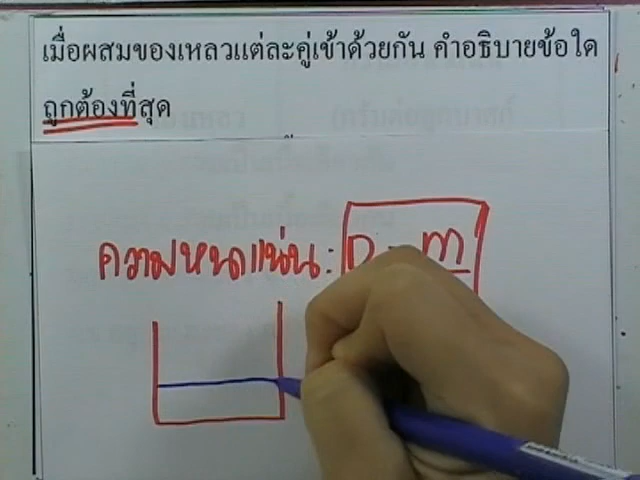 เมื่อผสมของเหลวแต่ละคู่เข้าด้วยกัน คำอธิบายข้อใด
ถูกต้องที่สุด
ความหนาแน่น: D = m